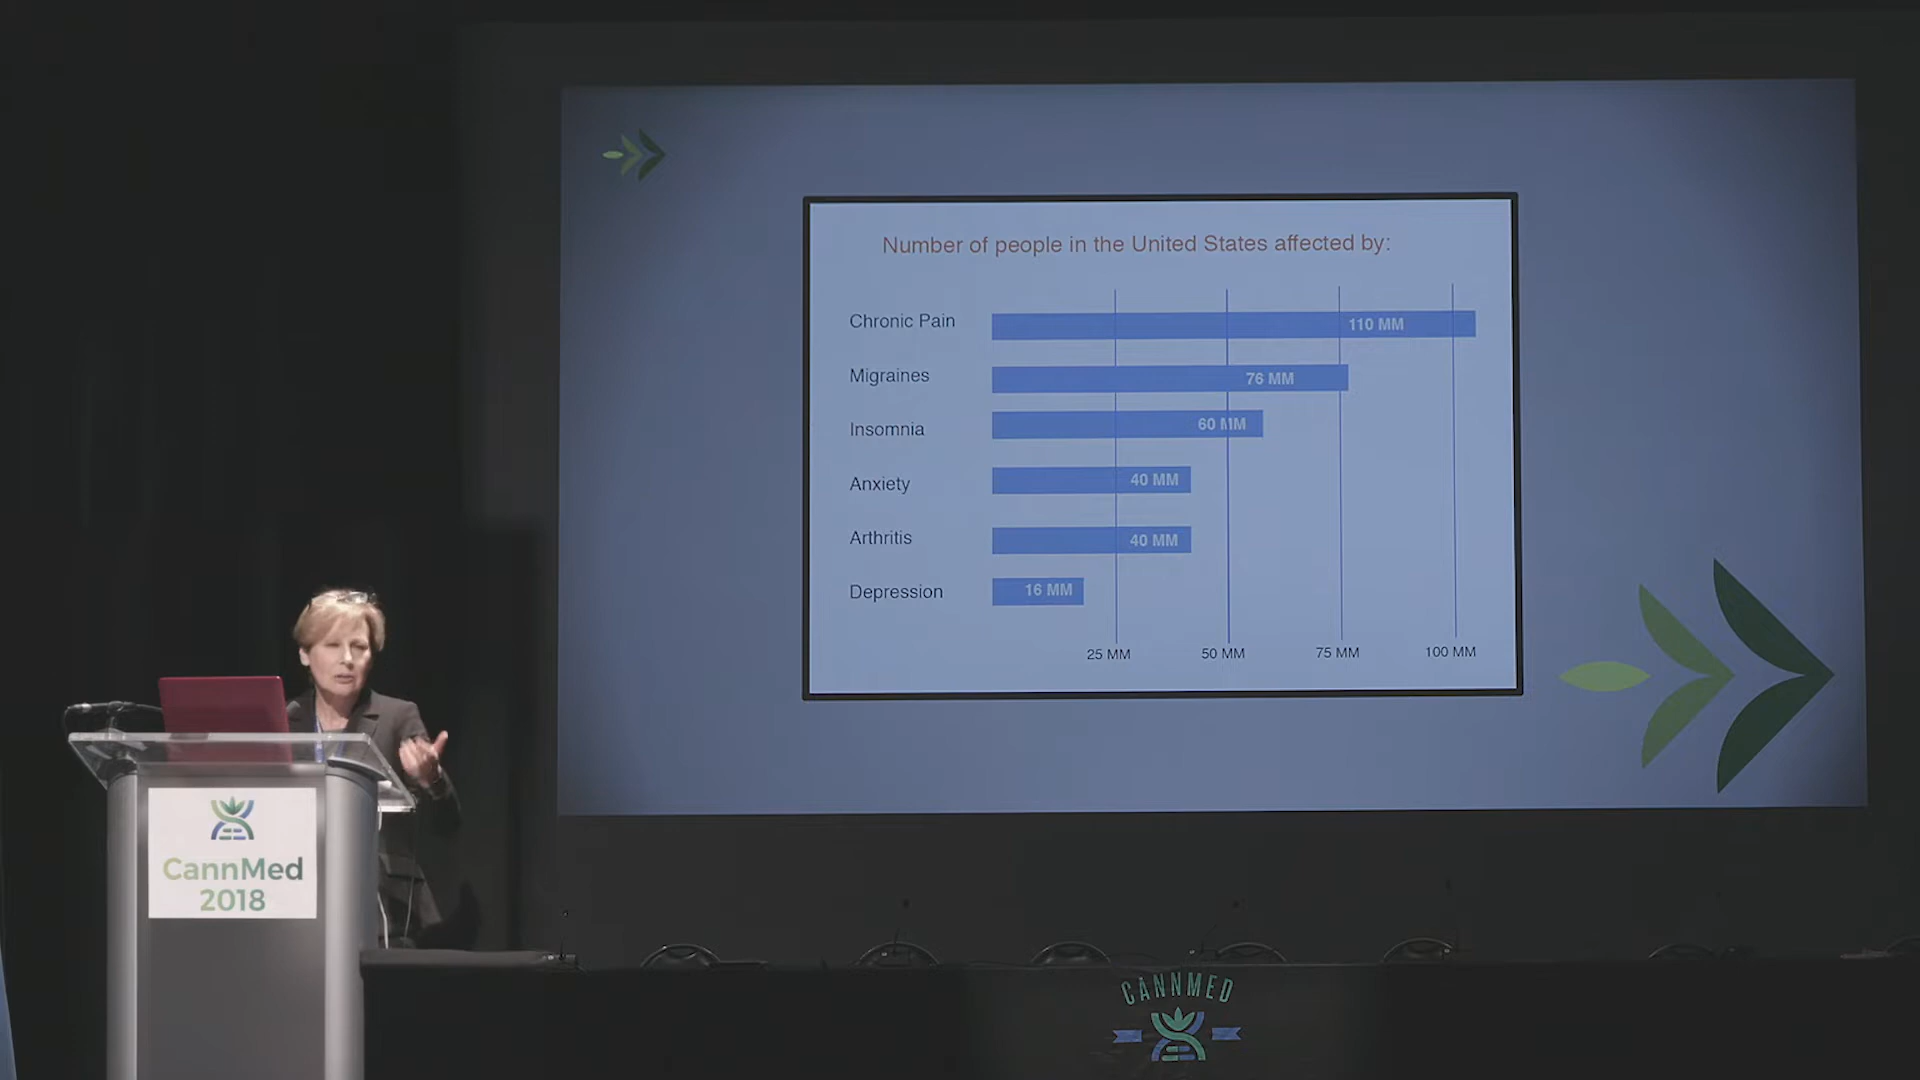 Number of people in the United States affected by:
Chronic Pain 110 MM
Migraines 76 MM
Insomnia 60 MM
Anxiety 40 MM
Arthritis 40 MM
Depression 16 MM
25 MM 50 MM 75 MM 100 MM
CannMed
2018
CANNMED